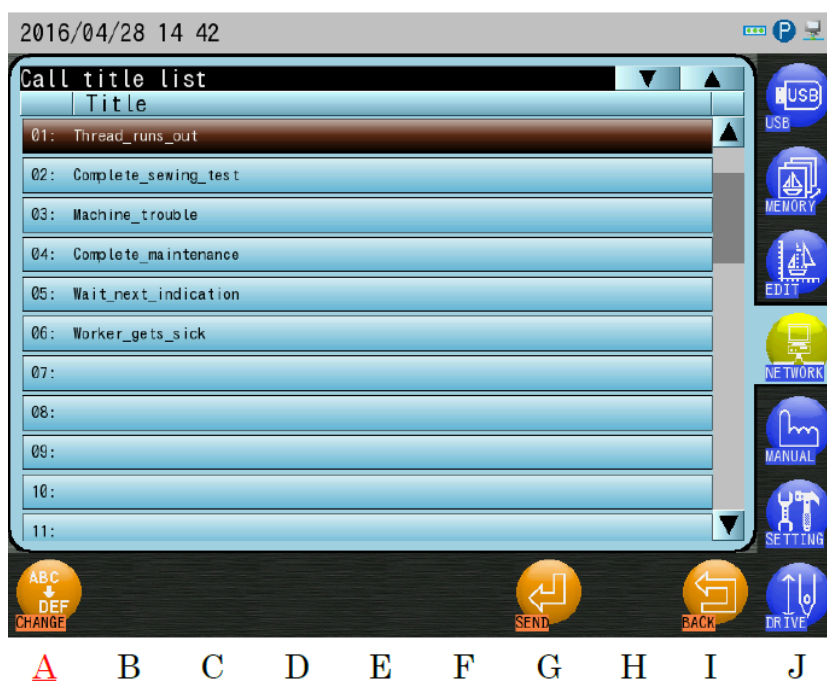 2016/04/28 14 42
P
Call title list
Title
01: Thread_runs_out
02: Complete_sewing_test
03: Machine_trouble
04: Complete_maintenance
05: Wait_next_indication
06: Worker_gets_sick
07:
08:
09:
10:
11:
USB
USB
MEMORY
EDIT
NETWORK
MANUAL
SETTING
DRIVE
ABC
DEF
CHANGE
SEND
BACK
A B C D E F G H I J